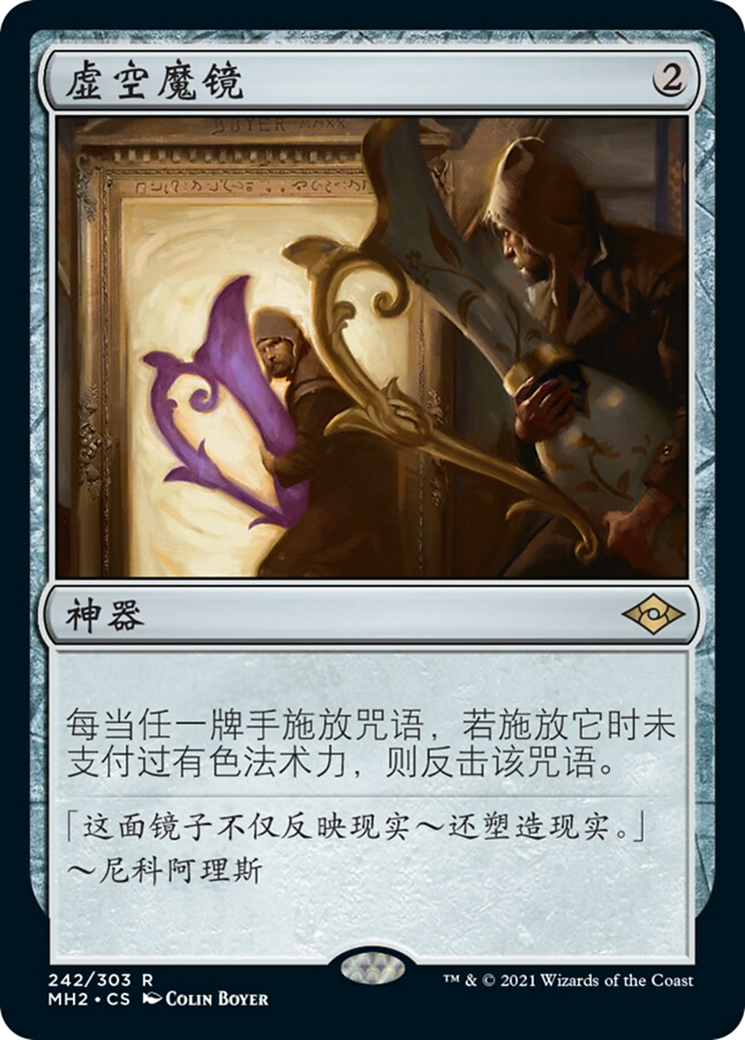 虚空魔镜 2
BOYER MAXX
神器
每当任一牌手施放咒语，若施放它时未
支付过有色法术力，则反击该咒语。
「这面镜子不仅反映现实～还塑造现实。」
～尼科阿理斯
242/303 R
MH2 • CS Colin Boyer
™ & © 2021 Wizards of the Coast